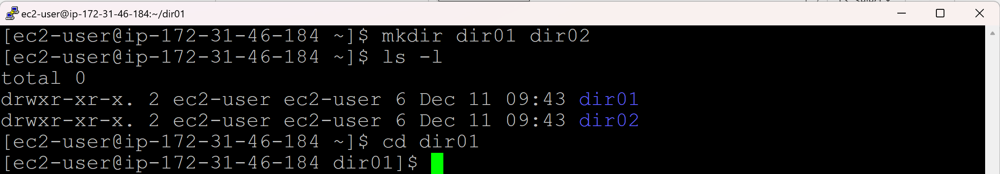 ec2-user@ip-172-31-46-184:~/dir01
[ec2-user@ip-172-31-46-184 ~]$ mkdir dir01 dir02
[ec2-user@ip-172-31-46-184 ~]$ ls -l
total 0
drwxr-xr-x. 2 ec2-user ec2-user 6 Dec 11 09:43 dir01
drwxr-xr-x. 2 ec2-user ec2-user 6 Dec 11 09:43 dir02
[ec2-user@ip-172-31-46-184 ~]$ cd dir01
[ec2-user@ip-172-31-46-184 dir01]$